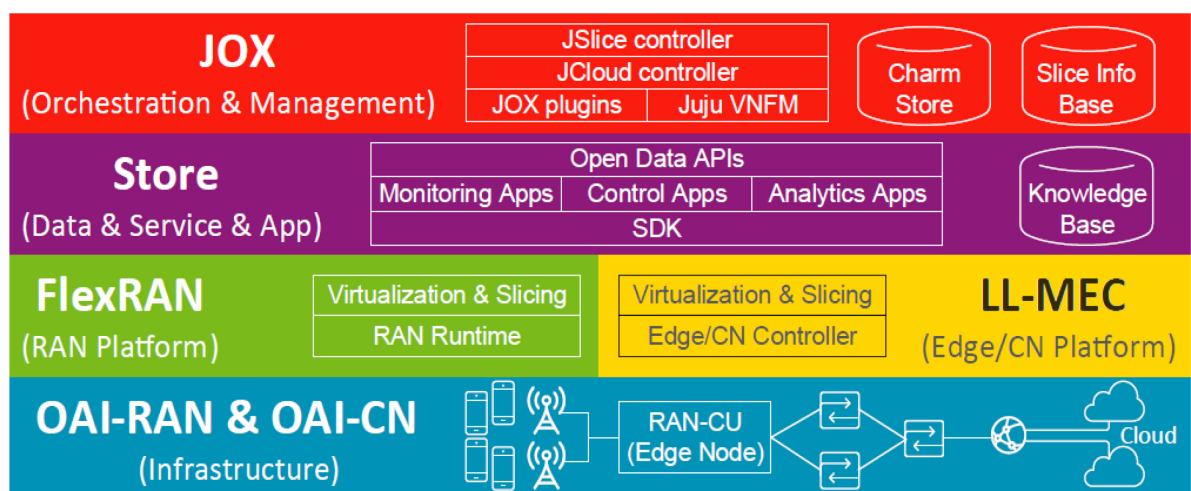 JOX
(Orchestration & Management)
JSlice controller
JCloud controller
JOX plugins
Juju VNFM
Charm
Store
Slice Info
Base
Store
(Data & Service & App)
Open Data APIs
Monitoring Apps
Control Apps
Analytics Apps
SDK
Knowledge
Base
FlexRAN
(RAN Platform)
Virtualization & Slicing
RAN Runtime
Virtualization & Slicing
Edge/CN Controller
LL-MEC
(Edge/CN Platform)
OAI-RAN & OAI-CN
(Infrastructure)
RAN-CU
(Edge Node)
Cloud